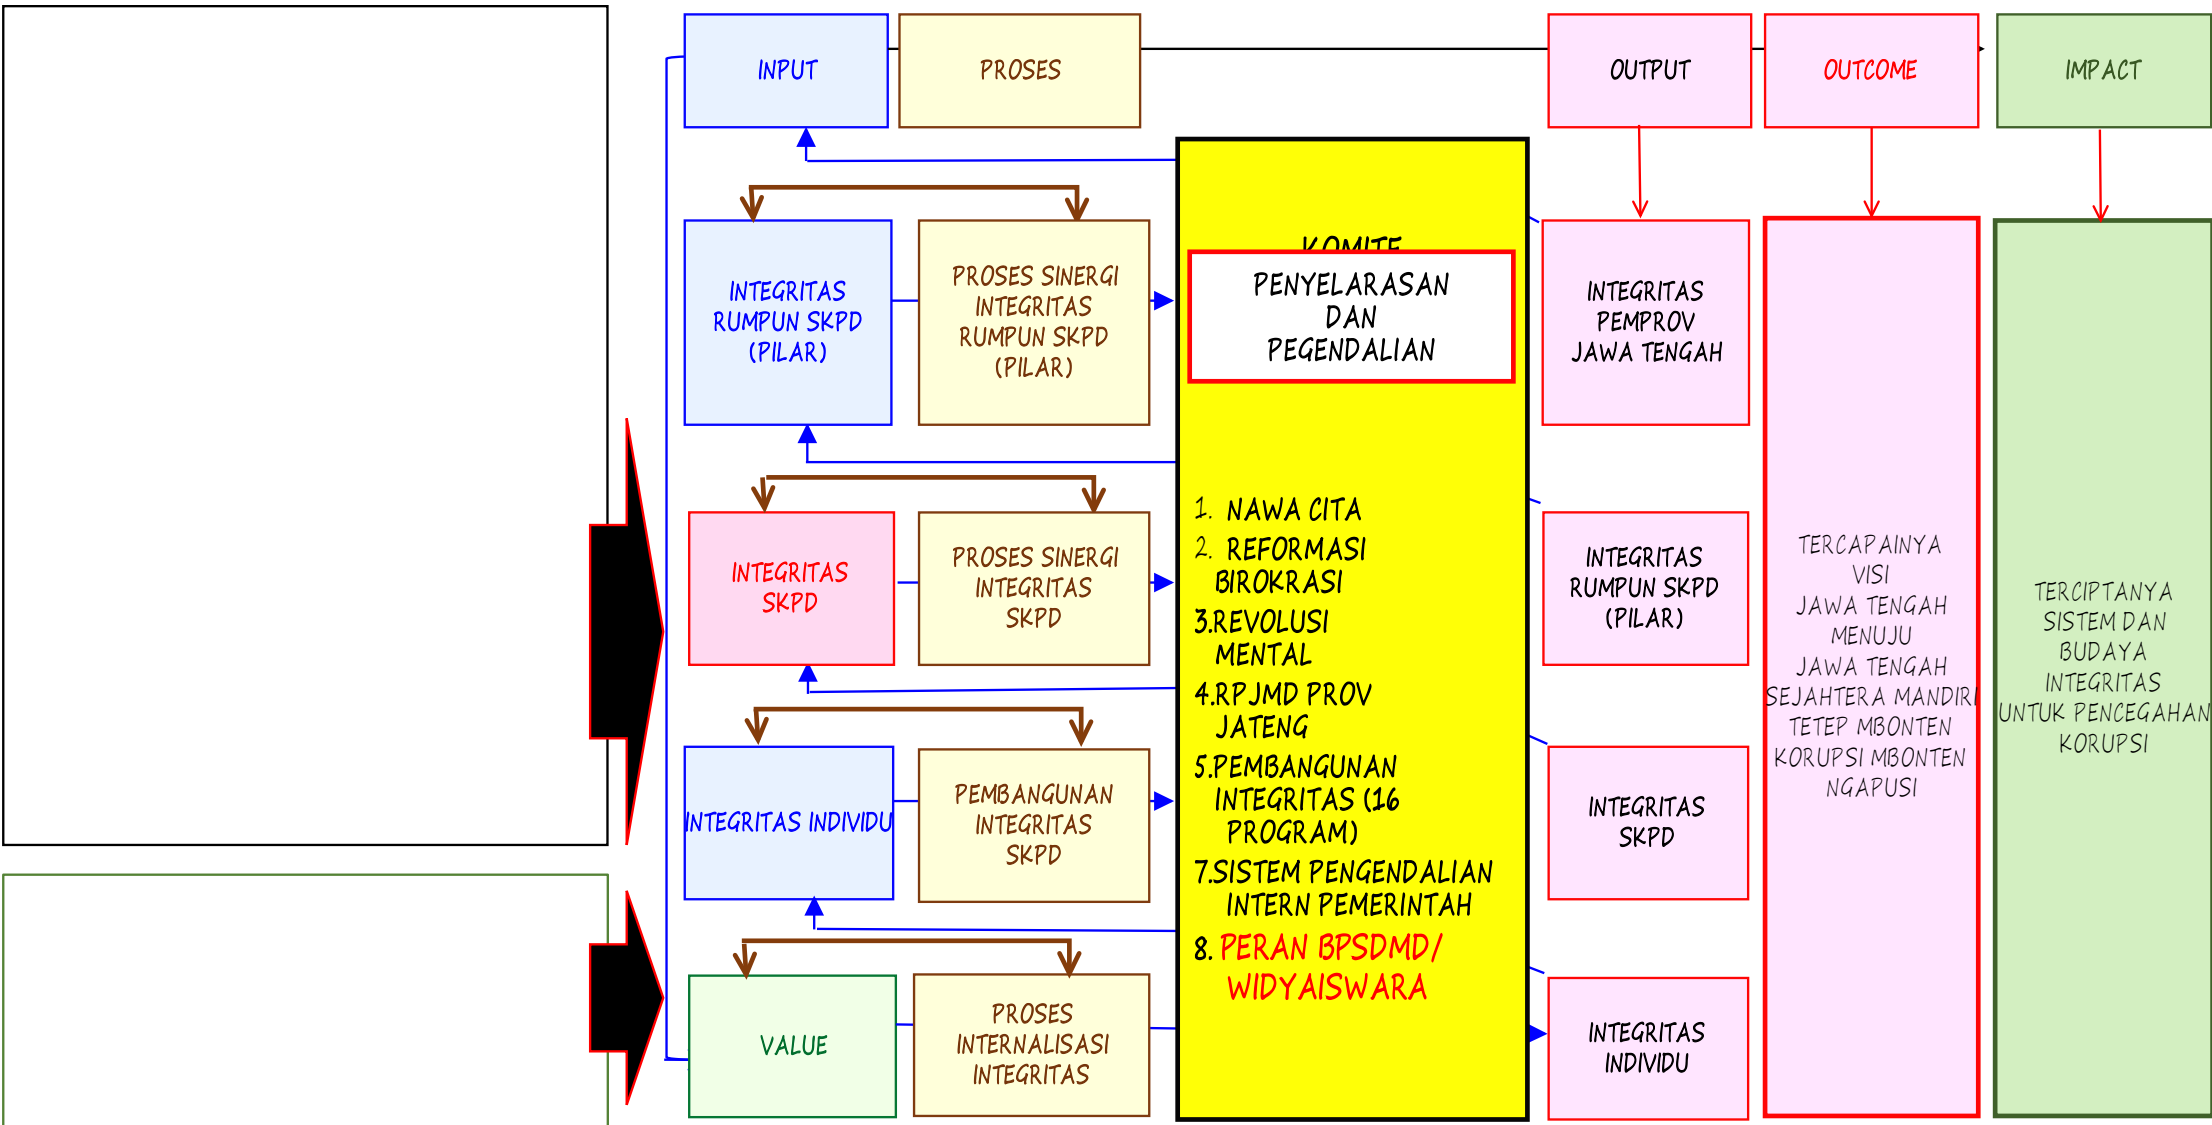 INPUT
PROSES
OUTPUT
OUTCOME
IMPACT
INTEGRITAS
RUMPUN SKPD
(PILAR)
PROSES SINERGI
INTEGRITAS
RUMPUN SKPD
(PILAR)
KOMITE
PENYELARASAN
DAN
PEGENDALIAN
INTEGRITAS
PEMPROV
JAWA TENGAH
INTEGRITAS
SKPD
PROSES SINERGI
INTEGRITAS
SKPD
1. NAWA CITA
2. REFORMASI
BIROKRASI
3.REVOLUSI
MENTAL
4.RPJMD PROV
JATENG
5.PEMBANGUNAN
INTEGRITAS (16
PROGRAM)
7.SISTEM PENGENDALIAN
INTERN PEMERINTAH
8. PERAN BPSDMD/
WIDYAISWARA
INTEGRITAS
RUMPUN SKPD
(PILAR)
INTEGRITAS INDIVIDU
PEMBANGUNAN
INTEGRITAS
SKPD
INTEGRITAS
SKPD
VALUE
PROSES
INTERNALISASI
INTEGRITAS
INTEGRITAS
INDIVIDU
TERCAPAINYA
VISI
JAWA TENGAH
MENUJU
JAWA TENGAH
SEJAHTERA MANDIRI
TETEP MBONTEN
KORUPSI MBONTEN
NGAPUSI
TERCIPTANYA
SISTEM DAN
BUDAYA
INTEGRITAS
UNTUK PENCEGAHAN
KORUPSI